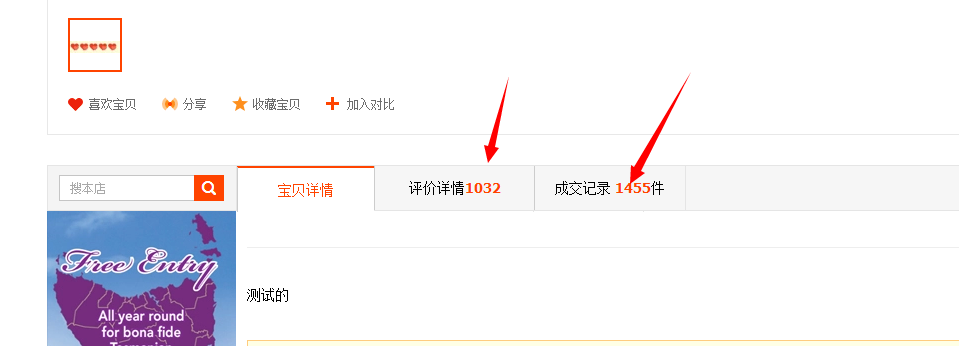 喜欢宝贝 分享 收藏宝贝 加入对比
搜本店 宝贝详情 评价详情1032 成交记录 1455件
Free Entry
测试的
All year round
for bona fide
Tasmanian